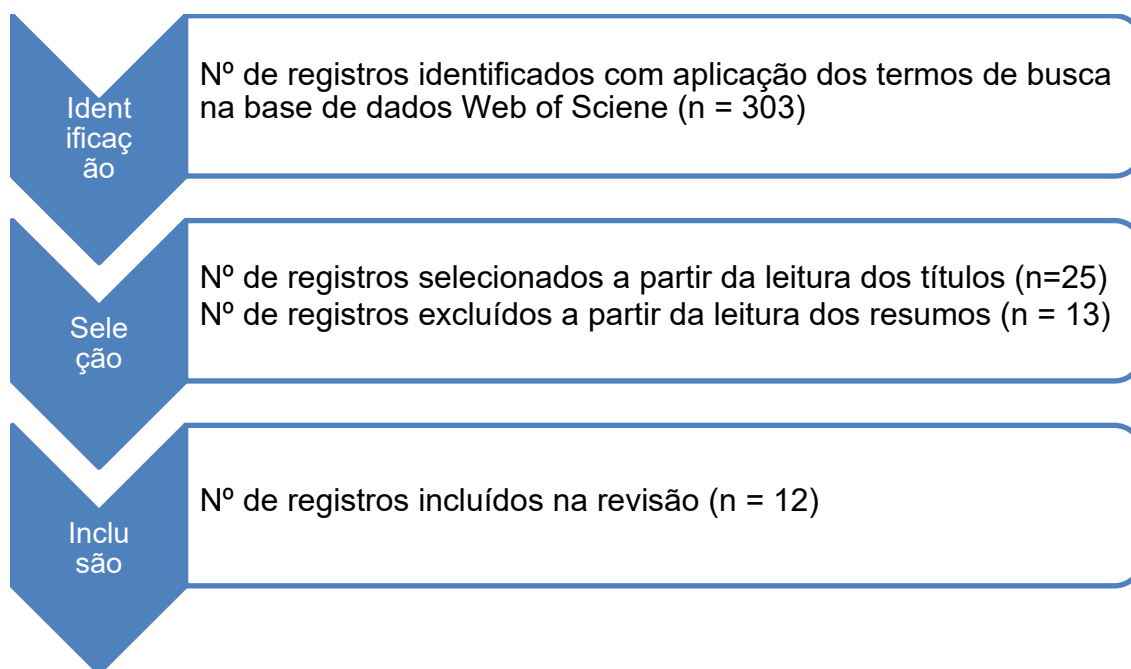 Ident
ificaç
ão
Nº de registros identificados com aplicação dos termos de busca
na base de dados Web of Sciene (n = 303)
Sele
ção
Nº de registros selecionados a partir da leitura dos títulos (n=25)
Nº de registros excluídos a partir da leitura dos resumos (n = 13)
Inclu
são
Nº de registros incluídos na revisão (n = 12)